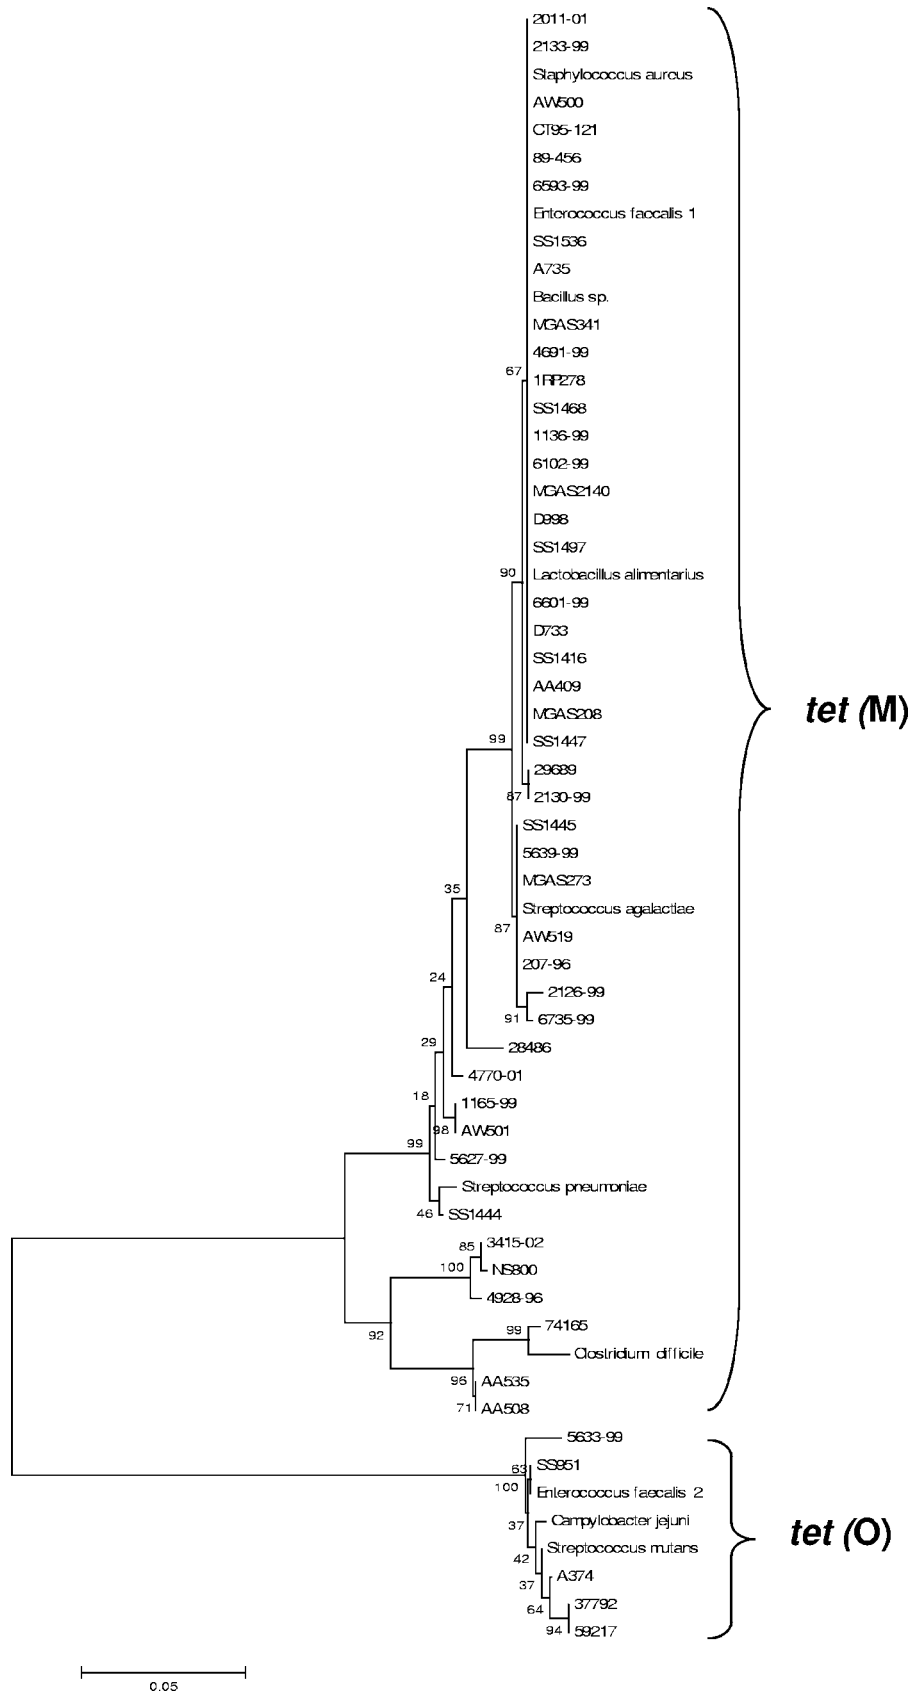 2011-01
2133-99
Staphylococcus aureus
AW500
CT95-121
89-456
6593-99
Enterococcus faecalis 1
SS1536
A735
Bacillus sp.
MGAS341
4691-99
67
1RP278
SS1468
1136-99
6102-99
MGAS2140
D998
SS1497
90
Lactobacillus alimentarius
6601-99
D733
SS1416
AA409
MGAS208
tet (M)
99
SS1447
29689
87
2130-99
SS1445
5639-99
MGAS273
35
Streptococcus agalactiae
87
AW519
207-96
24
2126-99
91
6735-99
29
28486
4770-01
18
1165-99
98
AW501
99
5627-99
Streptococcus pneumoniae
46
SS1444
85
3415-02
100
NS800
4928-96
92
99
74165
Clostridium difficile
96
AA535
71
AA508
5633-99
63
SS951
100
Enterococcus faecalis 2
37
Campylobacter jejuni
tet (O)
42
Streptococcus mutans
37
A374
64
37792
94
59217
0.05